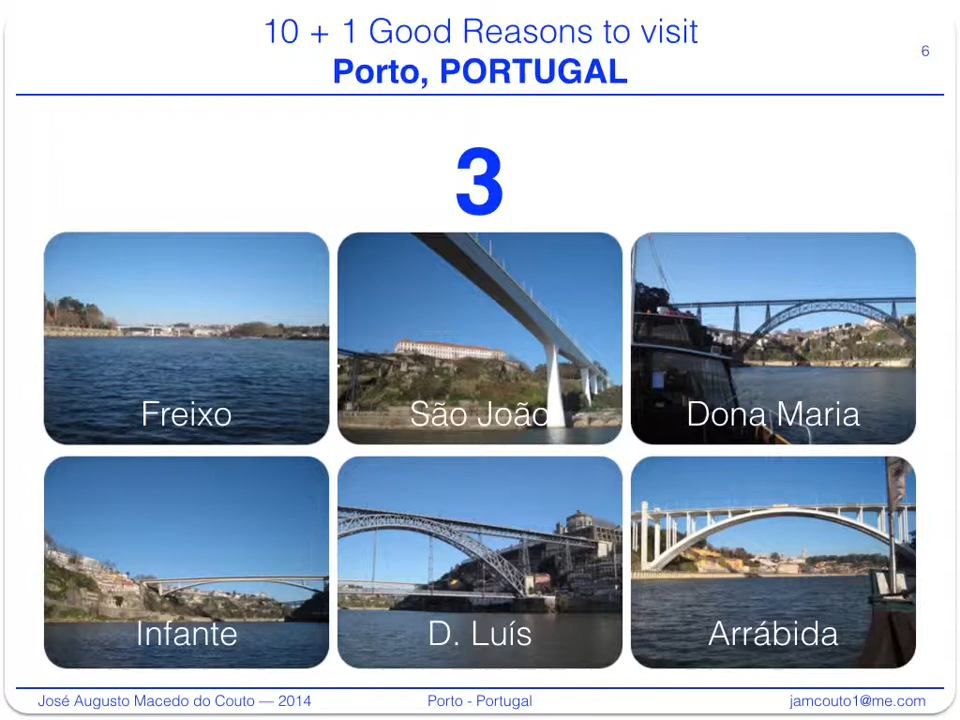 10 + 1 Good Reasons to visit
Porto, PORTUGAL
6
3
Freixo
São João
Dona Maria
Infante
D. Luís
Arrábida
José Augusto Macedo do Couto — 2014
Porto - Portugal
jamcouto1@me.com